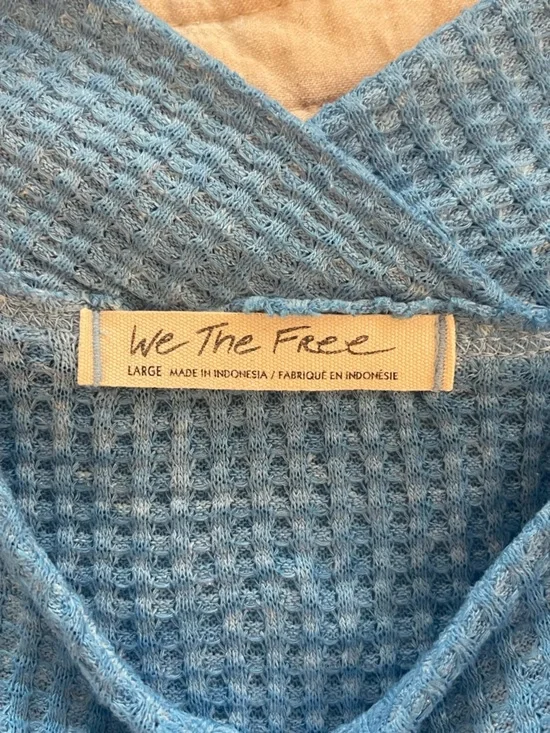 We The Free
LARGE MADE IN INDONESIA / FABRIQUÉ EN INDONÉSIE